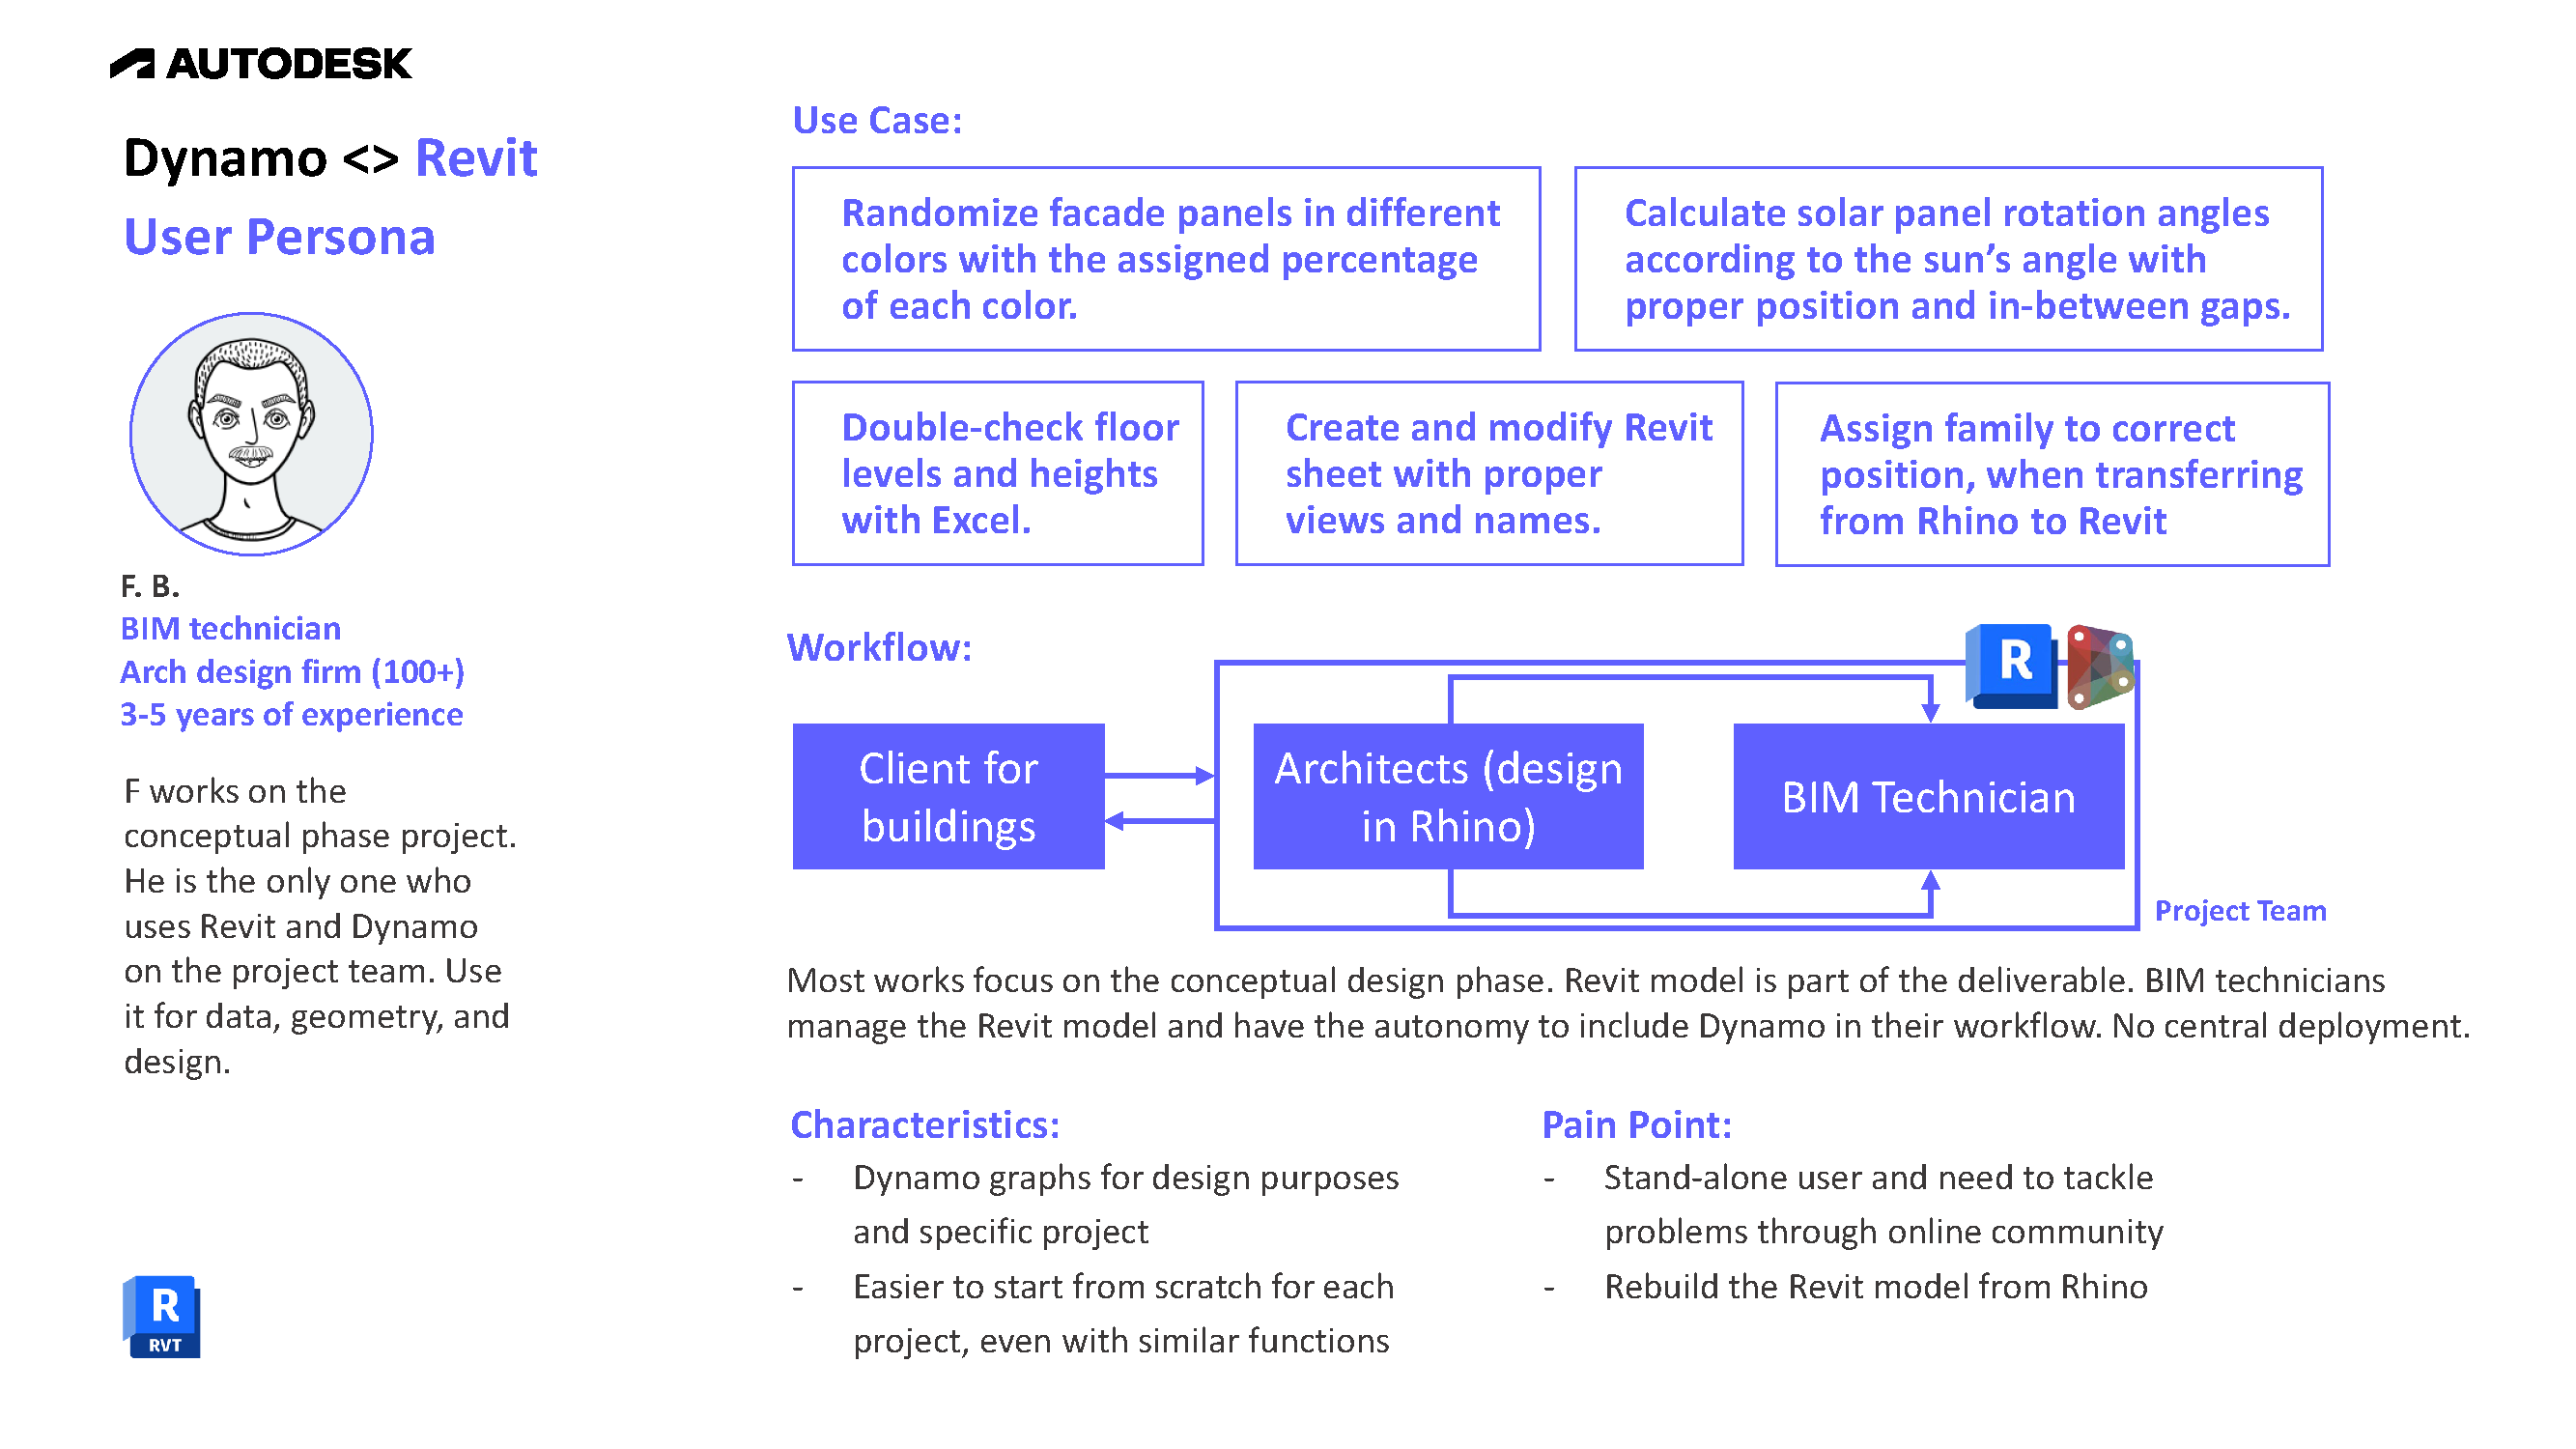 AUTODESK
Dynamo <> Revit
User Persona
F. B.
BIM technician
Arch design firm (100+)
3-5 years of experience
F works on the
conceptual phase project.
He is the only one who
uses Revit and Dynamo
on the project team. Use
it for data, geometry, and
design.
R
RVT
Use Case:
Randomize facade panels in different
colors with the assigned percentage
of each color.
Calculate solar panel rotation angles
according to the sun’s angle with
proper position and in-between gaps.
Double-check floor
levels and heights
with Excel.
Create and modify Revit
sheet with proper
views and names.
Assign family to correct
position, when transferring
from Rhino to Revit
Workflow:
R
Client for
buildings
Architects (design
in Rhino)
BIM Technician
Project Team
Most works focus on the conceptual design phase. Revit model is part of the deliverable. BIM technicians
manage the Revit model and have the autonomy to include Dynamo in their workflow. No central deployment.
Characteristics:
- Dynamo graphs for design purposes
and specific project
- Easier to start from scratch for each
project, even with similar functions
Pain Point:
- Stand-alone user and need to tackle
problems through online community
- Rebuild the Revit model from Rhino